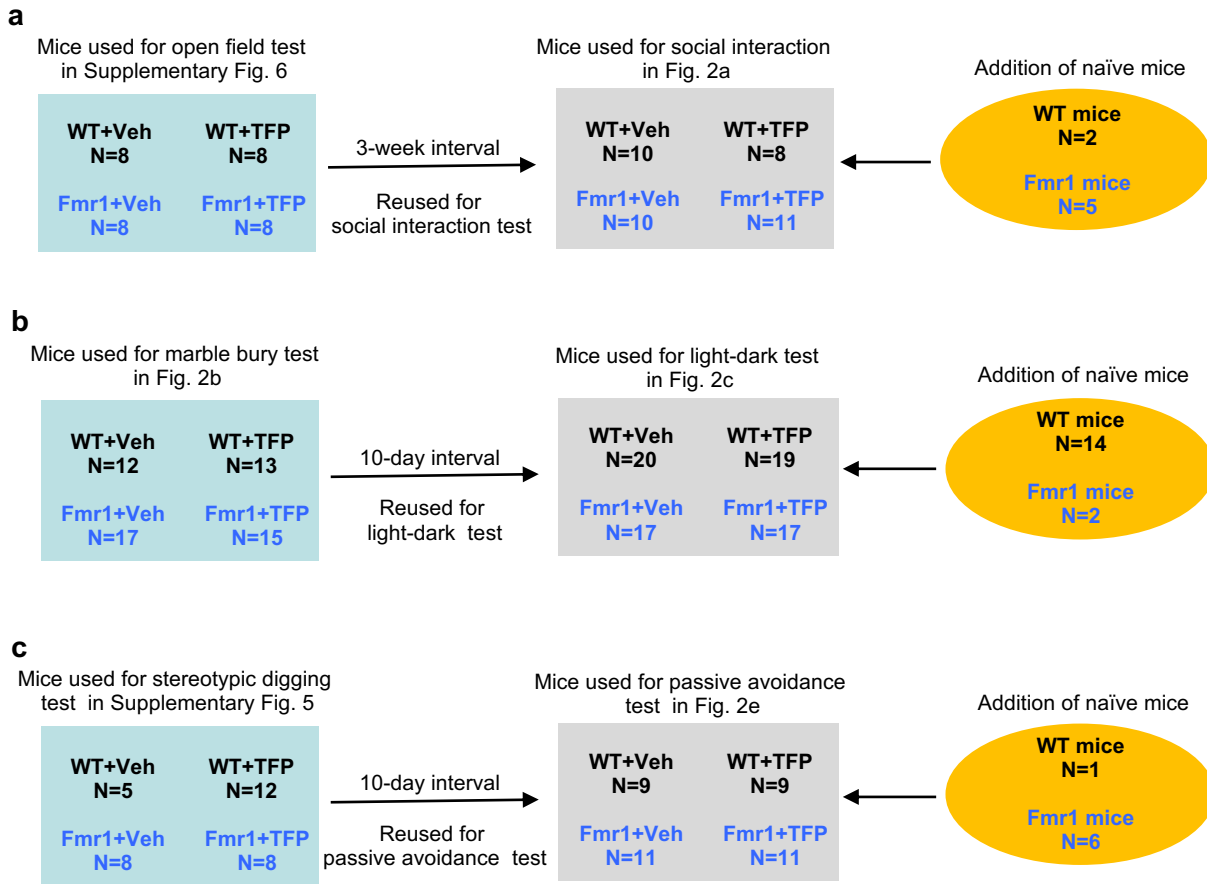 a
Mice used for open field test
in Supplementary Fig. 6
WT+Veh
N=8
WT+TFP
N=8
Fmr1+Veh
N=8
Fmr1+TFP
N=8
3-week interval
Reused for
social interaction test
Mice used for social interaction
in Fig. 2a
WT+Veh
N=10
WT+TFP
N=8
Fmr1+Veh
N=10
Fmr1+TFP
N=11
Addition of naïve mice
WT mice
N=2
Fmr1 mice
N=5
b
Mice used for marble bury test
in Fig. 2b
WT+Veh
N=12
WT+TFP
N=13
Fmr1+Veh
N=17
Fmr1+TFP
N=15
10-day interval
Reused for
light-dark test
Mice used for light-dark test
in Fig. 2c
WT+Veh
N=20
WT+TFP
N=19
Fmr1+Veh
N=17
Fmr1+TFP
N=17
Addition of naïve mice
WT mice
N=14
Fmr1 mice
N=2
c
Mice used for stereotypic digging
test in Supplementary Fig. 5
WT+Veh
N=5
WT+TFP
N=12
Fmr1+Veh
N=8
Fmr1+TFP
N=8
10-day interval
Reused for
passive avoidance test
Mice used for passive avoidance
test in Fig. 2e
WT+Veh
N=9
WT+TFP
N=9
Fmr1+Veh
N=11
Fmr1+TFP
N=11
Addition of naïve mice
WT mice
N=1
Fmr1 mice
N=6